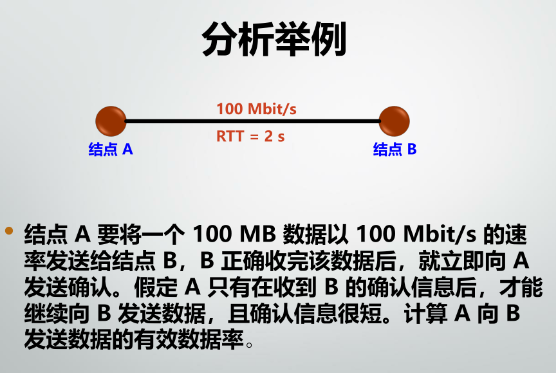 分析举例
100 Mbit/s
RTT = 2 s
结点 A
结点 B
结点 A 要将一个 100 MB 数据以 100 Mbit/s 的速
率发送给结点 B，B 正确收完该数据后，就立即向 A
发送确认。假定 A 只有在收到 B 的确认信息后，才能
继续向 B 发送数据，且确认信息很短。计算 A 向 B
发送数据的有效数据率。